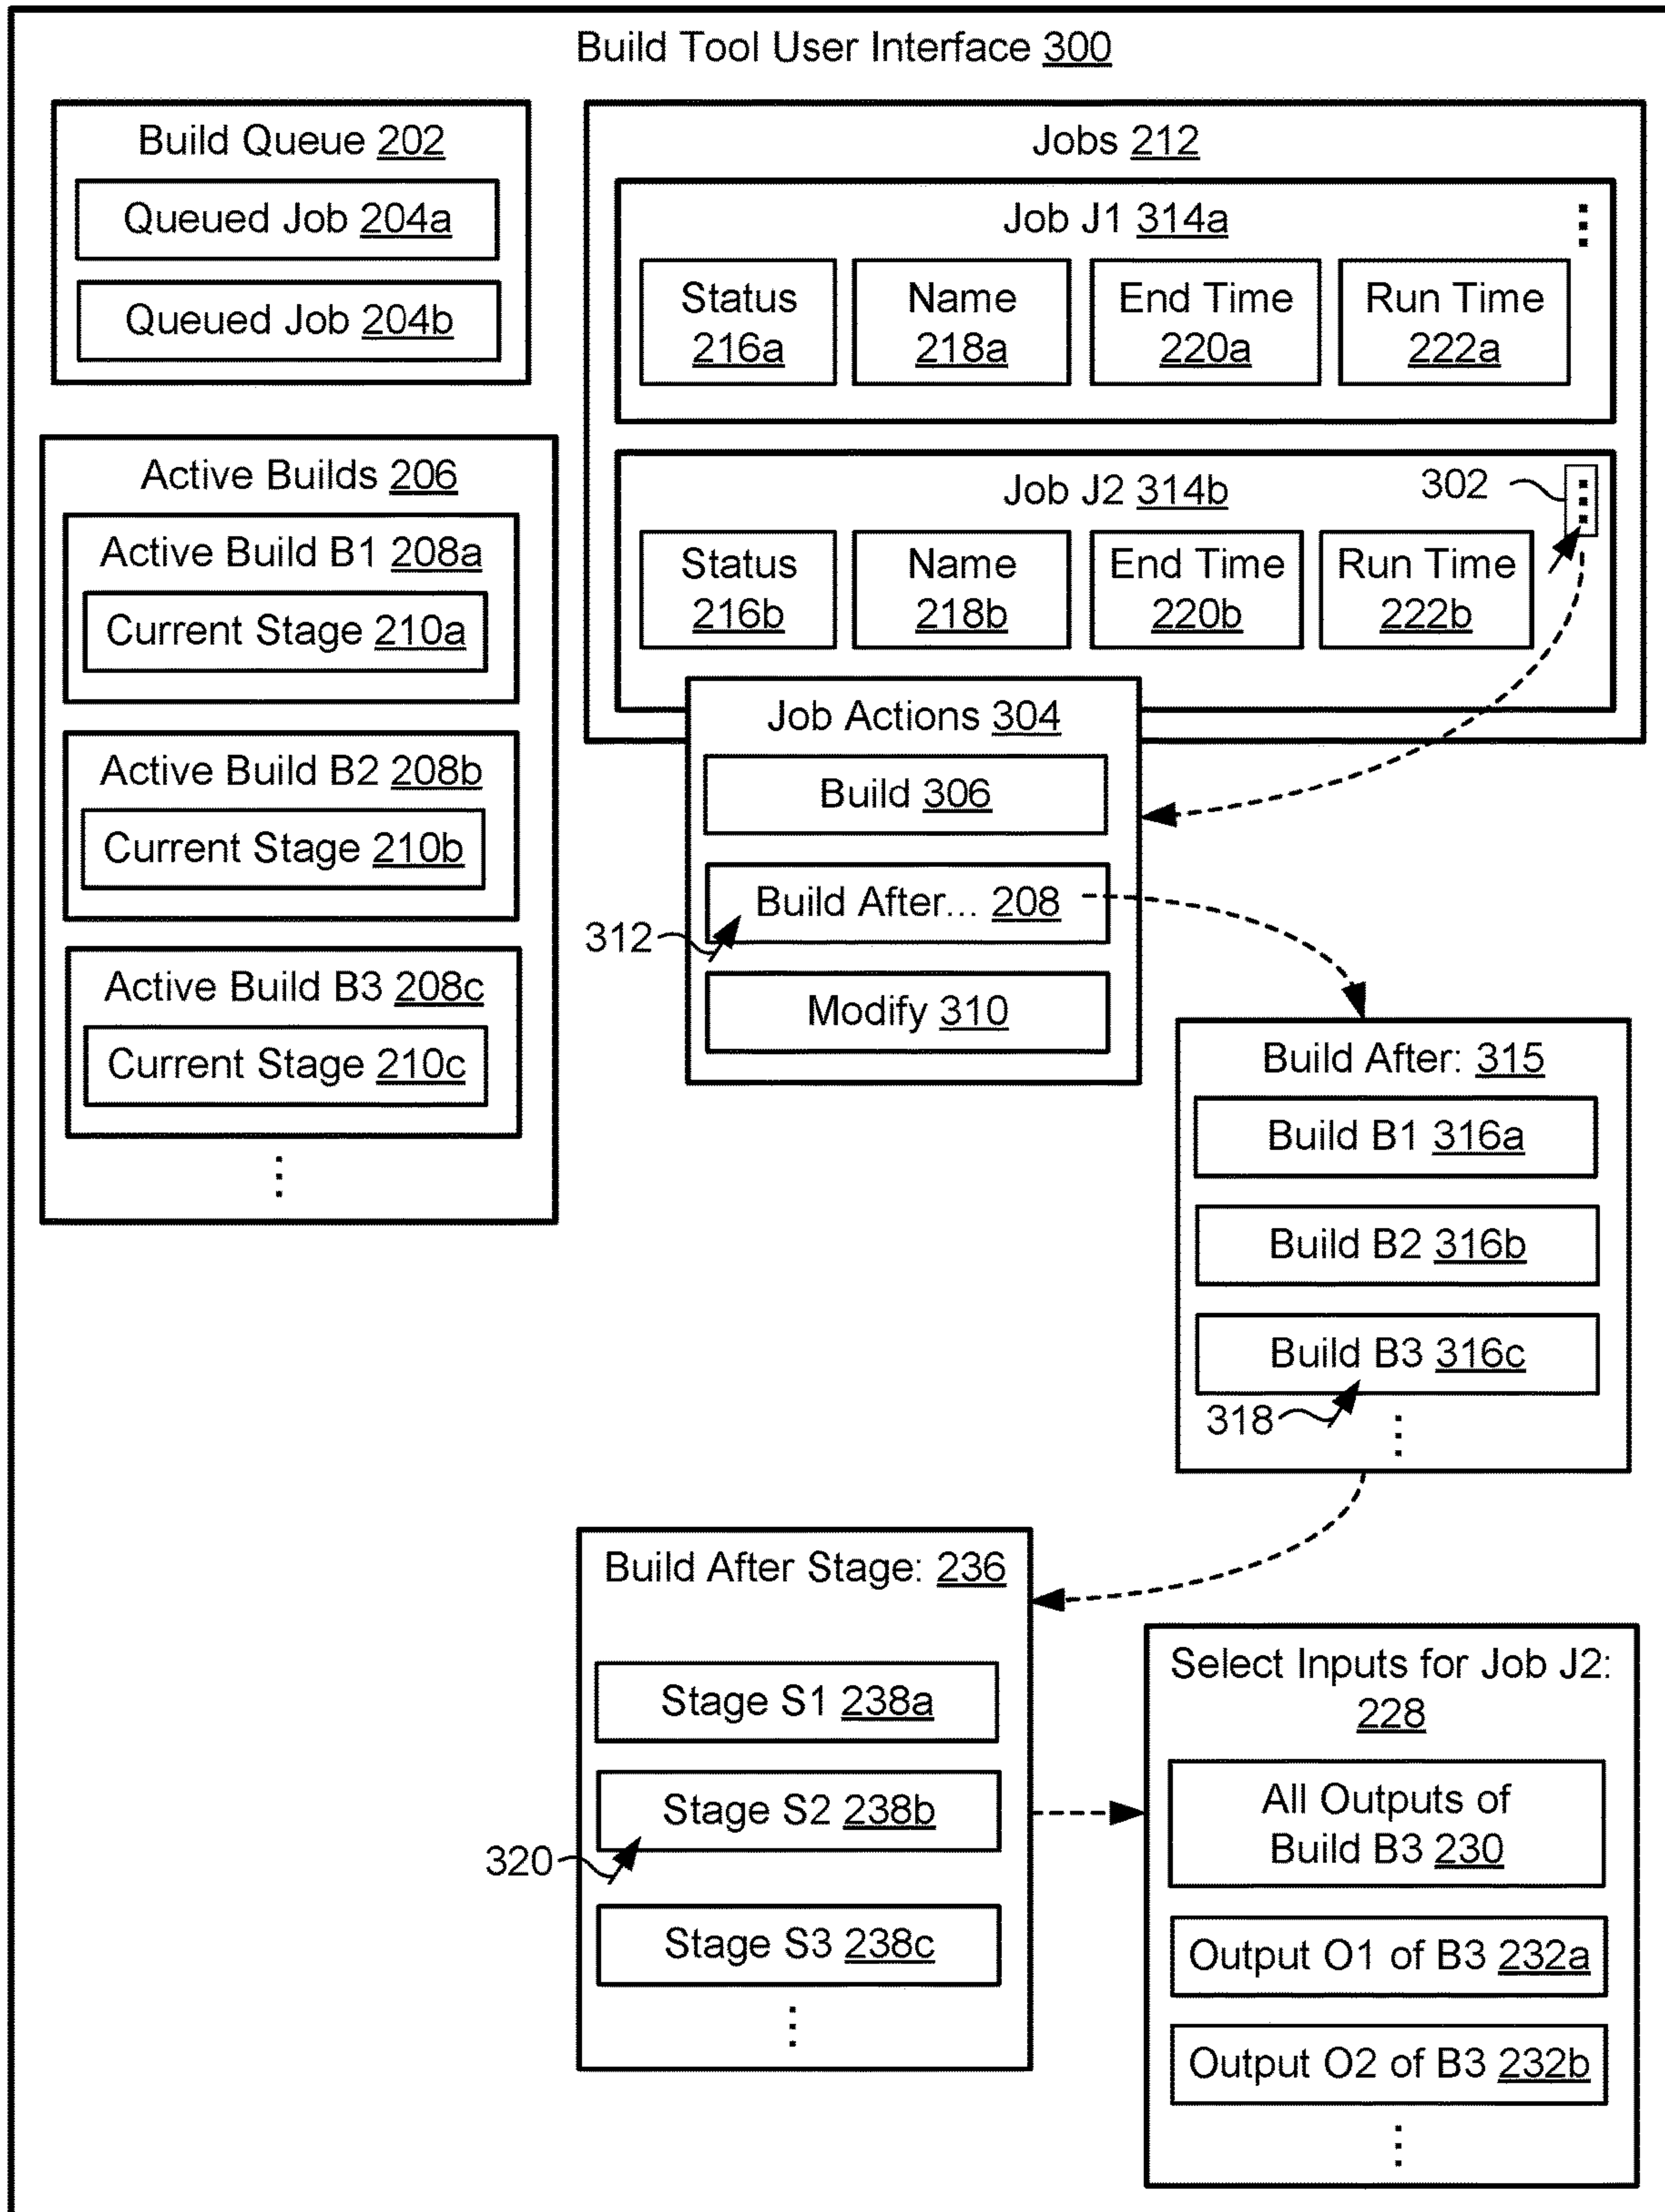 Build Tool User Interface 300
Build Queue 202
Queued Job 204a
Queued Job 204b
Active Builds 206
Active Build B1 208a
Current Stage 210a
Active Build B2 208b
Current Stage 210b
Active Build B3 208c
Current Stage 210c
Jobs 212
Job J1 314a
Status
216a
Name
218a
End Time
220a
Run Time
222a
Job J2 314b
302
Status
216b
Name
218b
End Time
220b
Run Time
222b
Job Actions 304
Build 306
Build After... 208
312
Modify 310
Build After: 315
Build B1 316a
Build B2 316b
Build B3 316c
318
Build After Stage: 236
Stage S1 238a
Stage S2 238b
320
Stage S3 238c
Select Inputs for Job J2:
228
All Outputs of
Build B3 230
Output O1 of B3 232a
Output O2 of B3 232b